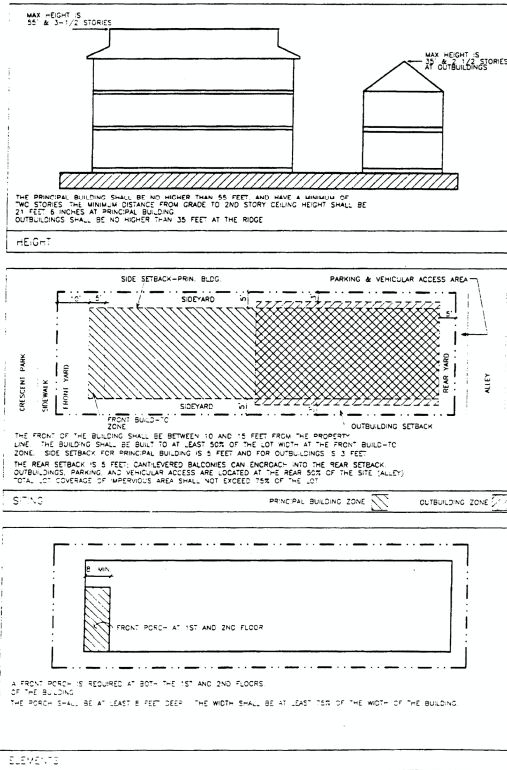 MAX HEIGHT IS
55' & 3-1/2 STORIES
MAX HEIGHT IS
35' & 2 1/2 STORIES
AT OUTBUILDINGS
THE PRINCIPAL BUILDING SHALL BE NO HIGHER THAN 55 FEET AND HAVE A MINIMUM OF
TWO STORIES THE MINIMUM DISTANCE FROM GRADE TO 2ND STORY CEILING HEIGHT SHALL BE
21 FEET 6 INCHES AT PRINCIPAL BUILDING
OUTBUILDINGS SHALL BE NO HIGHER THAN 35 FEET AT THE RIDGE
HEIGHT
SIDE SETBACK-PRIN. BLDG.
PARKING & VEHICULAR ACCESS AREA
10' 5'
SIDEYARD
5'
3'
5'
CRESCENT PARK
SIDEWALK
FRONT YARD
REAR YARD
ALLEY
SIDEYARD
5'
FRONT BUILD-TO
ZONE
OUTBUILDING SETBACK
THE FRONT OF THE BUILDING SHALL BE BETWEEN 10 AND 15 FEET FROM THE PROPERTY
LINE THE BUILDING SHALL BE BUILT TO AT LEAST 50% OF THE LOT WIDTH AT THE FRONT BUILD-TO
ZONE. SIDE SETBACK FOR PRINCIPAL BUILDING IS 5 FEET AND FOR OUTBUILDINGS IS 3 FEET
THE REAR SETBACK IS 5 FEET; CANTILEVERED BALCONIES CAN ENCROACH INTO THE REAR SETBACK.
OUTBUILDINGS, PARKING, AND VEHICULAR ACCESS ARE LOCATED AT THE REAR 50% OF THE SITE (ALLEY)
TOTAL LOT COVERAGE OF IMPERVIOUS AREA SHALL NOT EXCEED 75% OF THE LOT
SITING
PRINCIPAL BUILDING ZONE
OUTBUILDING ZONE
8 MIN.
FRONT PORCH AT 1ST AND 2ND FLOOR
A FRONT PORCH IS REQUIRED AT BOTH THE 1ST AND 2ND FLOORS
OF THE BUILDING
THE PORCH SHALL BE AT LEAST 8 FEET DEEP THE WIDTH SHALL BE AT LEAST 75% OF THE WIDTH OF THE BUILDING.
ELEMENTS